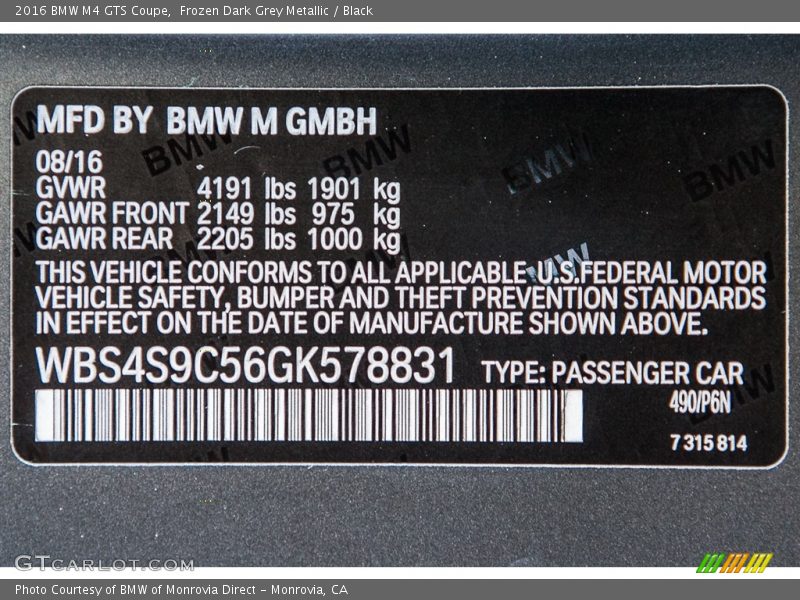 2016 BMW M4 GTS Coupe,  Frozen Dark Grey Metallic / Black
MFD BY BMW M GMBH
08/16
GVWR 4191 lbs 1901 kg
GAWR FRONT 2149 lbs 975 kg
GAWR REAR 2205 lbs 1000 kg
THIS VEHICLE CONFORMS TO ALL APPLICABLE U.S.FEDERAL MOTOR
VEHICLE SAFETY, BUMPER AND THEFT PREVENTION STANDARDS
IN EFFECT ON THE DATE OF MANUFACTURE SHOWN ABOVE.
WBS4S9C56GK578831 TYPE: PASSENGER CAR
490/P6N
7 315 814
GTCARLOT.COM
Photo Courtesy of BMW of Monrovia Direct – Monrovia, CA